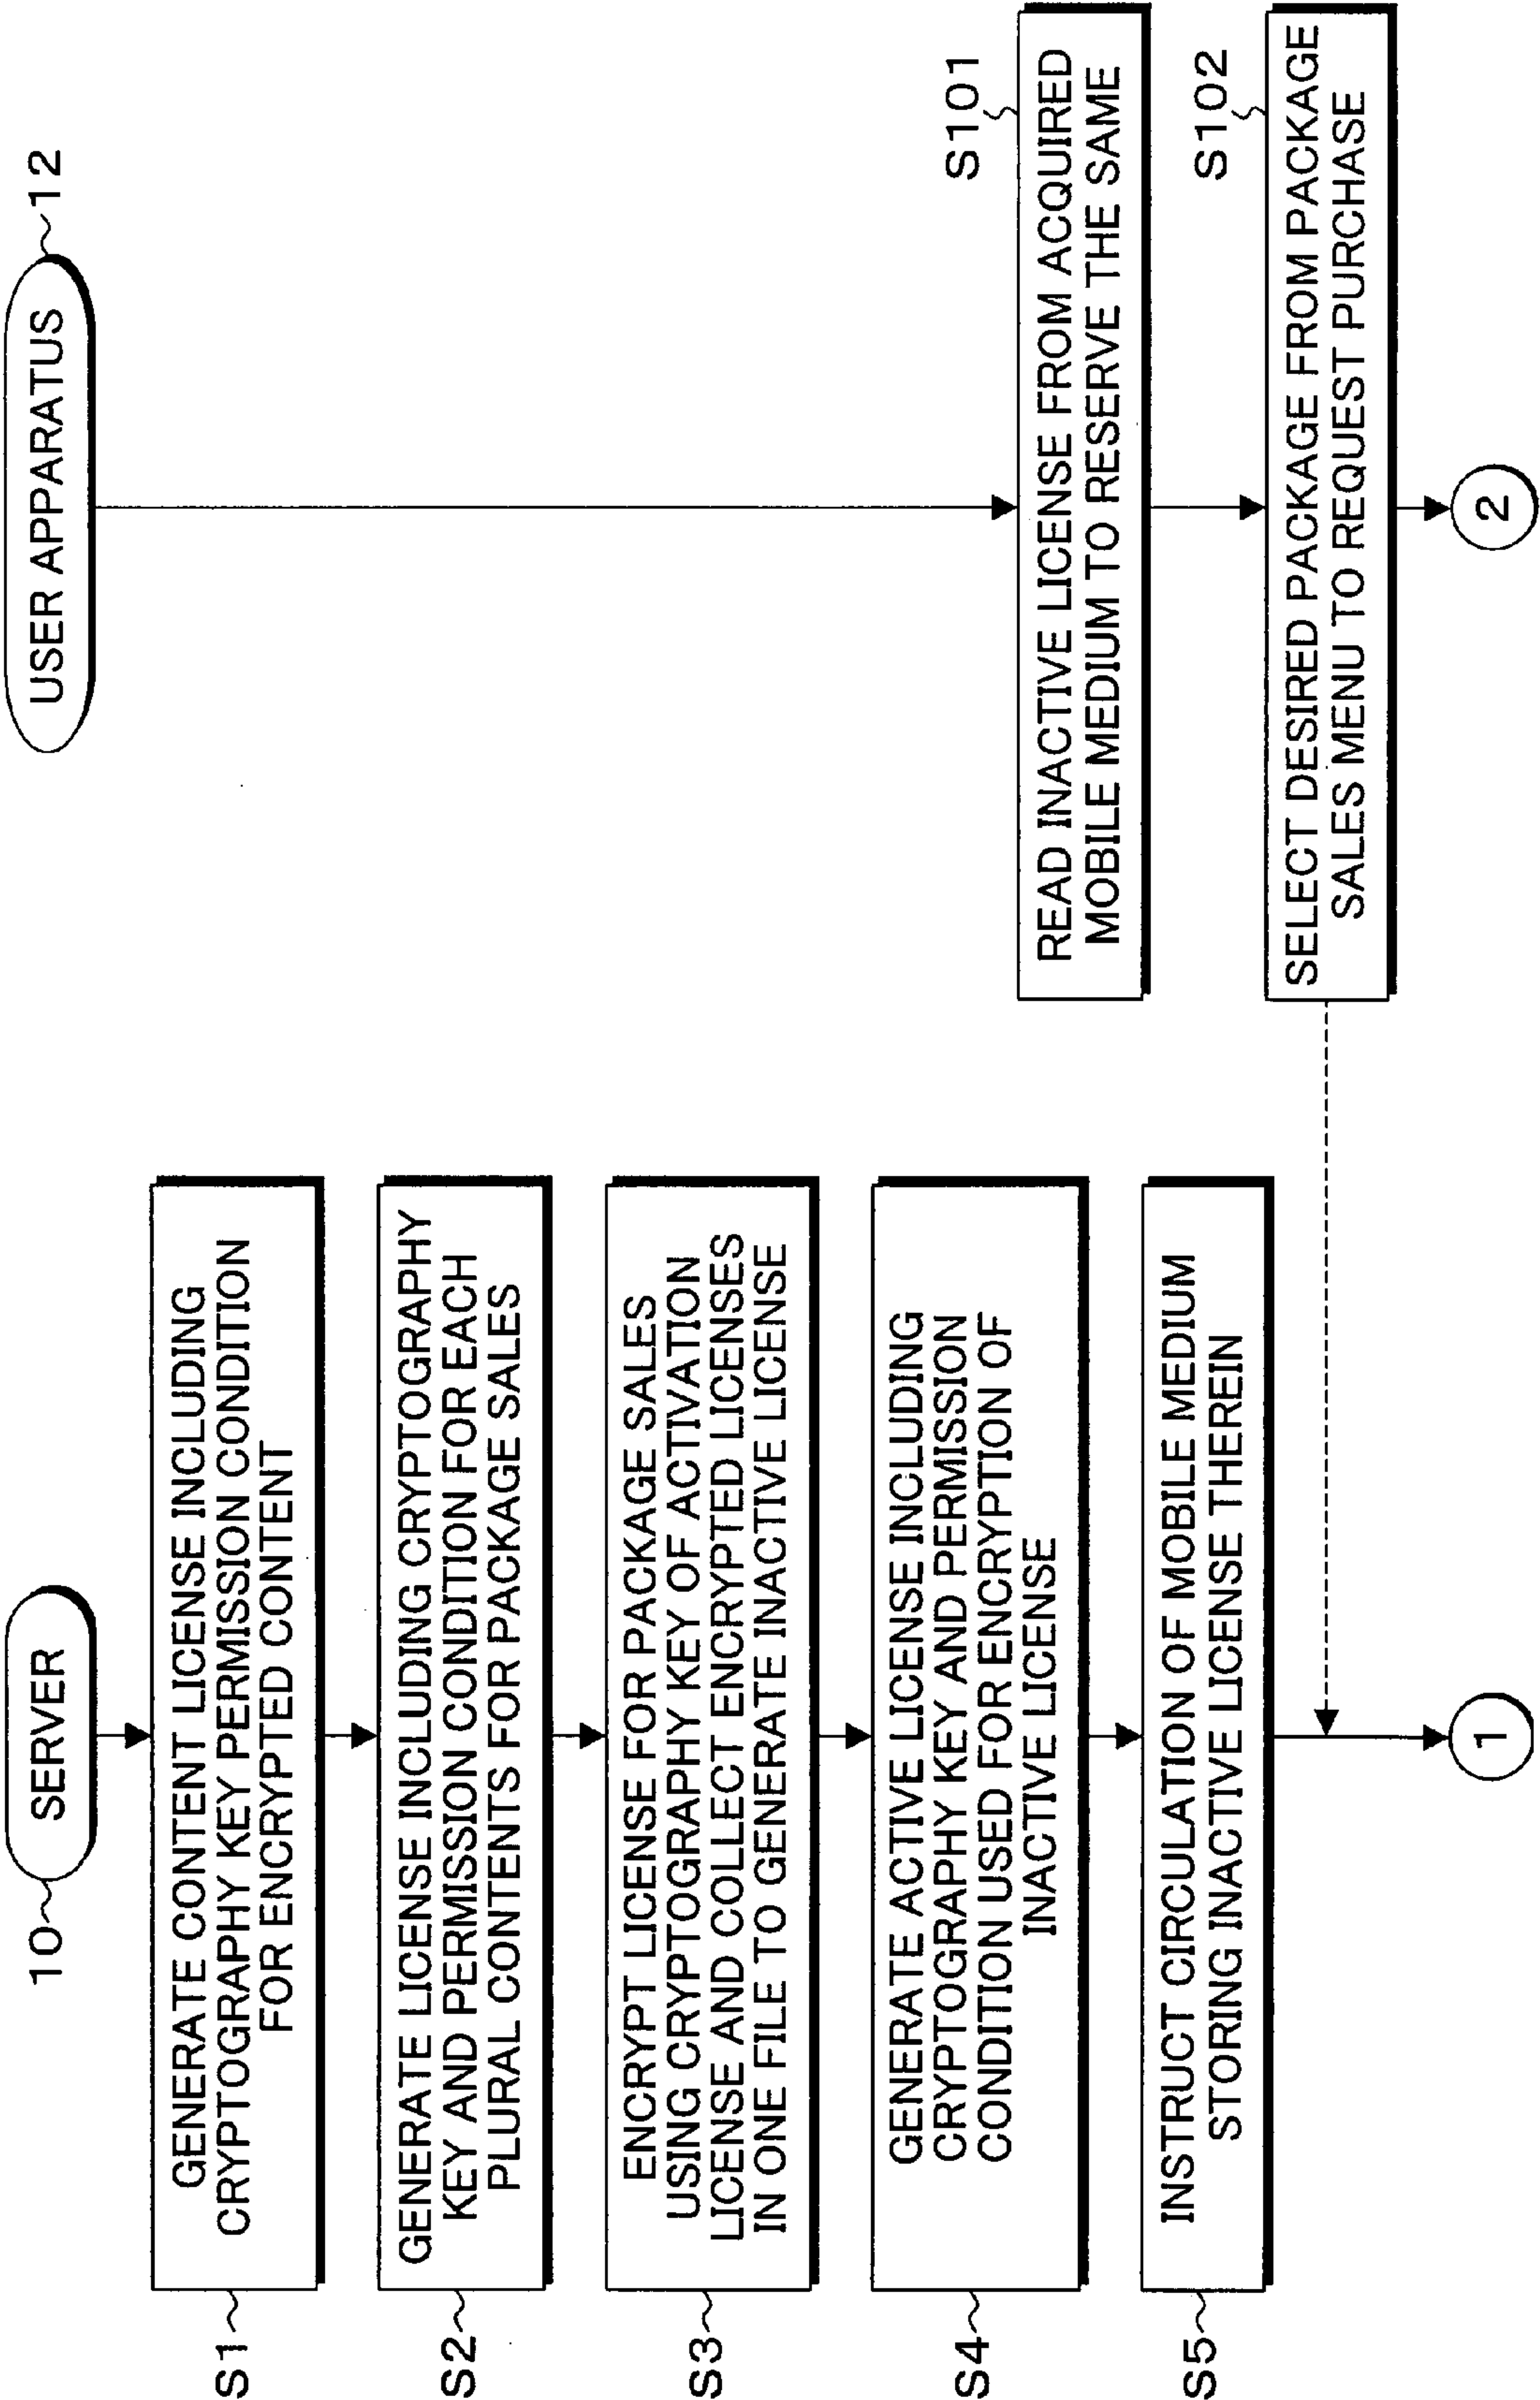 10
SERVER
S1
GENERATE CONTENT LICENSE INCLUDING
CRYPTOGRAPHY KEY PERMISSION CONDITION
FOR ENCRYPTED CONTENT
S2
GENERATE LICENSE INCLUDING CRYPTOGRAPHY
KEY AND PERMISSION CONDITION FOR EACH
PLURAL CONTENTS FOR PACKAGE SALES
S3
ENCRYPT LICENSE FOR PACKAGE SALES
USING CRYPTOGRAPHY KEY OF ACTIVATION
LICENSE AND COLLECT ENCRYPTED LICENSES
IN ONE FILE TO GENERATE INACTIVE LICENSE
S4
GENERATE ACTIVE LICENSE INCLUDING
CRYPTOGRAPHY KEY AND PERMISSION
CONDITION USED FOR ENCRYPTION OF
INACTIVE LICENSE
S5
INSTRUCT CIRCULATION OF MOBILE MEDIUM
STORING INACTIVE LICENSE THEREIN
1
USER APPARATUS
12
S101
READ INACTIVE LICENSE FROM ACQUIRED
MOBILE MEDIUM TO RESERVE THE SAME
S102
SELECT DESIRED PACKAGE FROM PACKAGE
SALES MENU TO REQUEST PURCHASE
2